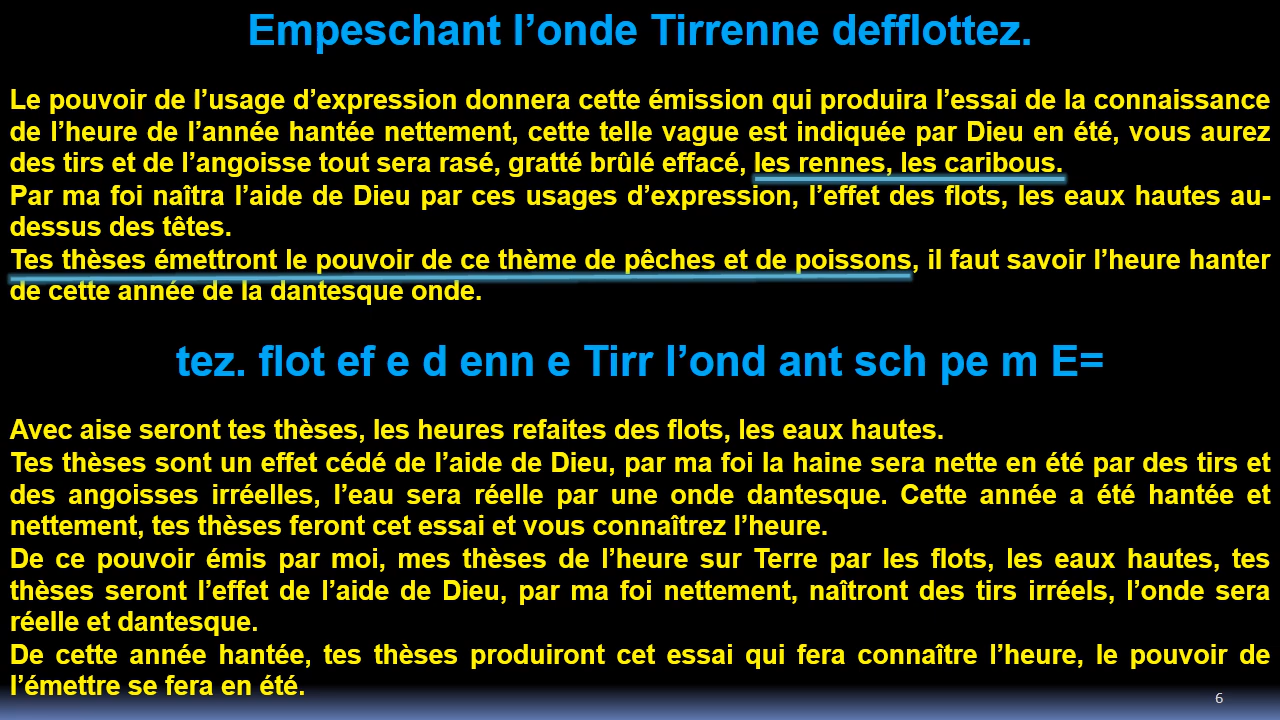 Empeschant l’onde Tirrenne defflottez.
Le pouvoir de l’usage d’expression donnera cette émission qui produira l’essai de la connaissance
de l’heure de l’année hantée nettement, cette telle vague est indiquée par Dieu en été, vous aurez
des tirs et de l’angoisse tout sera rasé, gratté brûlé effacé, les rennes, les caribous.
Par ma foi naîtra l’aide de Dieu par ces usages d’expression, l’effet des flots, les eaux hautes au-
dessus des têtes.
Tes thèses émettront le pouvoir de ce thème de pêches et de poissons, il faut savoir l’heure hanter
de cette année de la dantesque onde.
tez. flot ef e d enn e Tirr l’ond ant sch pe m E=
Avec aise seront tes thèses, les heures refaites des flots, les eaux hautes.
Tes thèses sont un effet cédé de l’aide de Dieu, par ma foi la haine sera nette en été par des tirs et
des angoisses irréelles, l’eau sera réelle par une onde dantesque. Cette année a été hantée et
nettement, tes thèses feront cet essai et vous connaîtrez l’heure.
De ce pouvoir émis par moi, mes thèses de l’heure sur Terre par les flots, les eaux hautes, tes
thèses seront l’effet de l’aide de Dieu, par ma foi nettement, naîtront des tirs irréels, l’onde sera
réelle et dantesque.
De cette année hantée, tes thèses produiront cet essai qui fera connaître l’heure, le pouvoir de
l’émettre se fera en été.
6